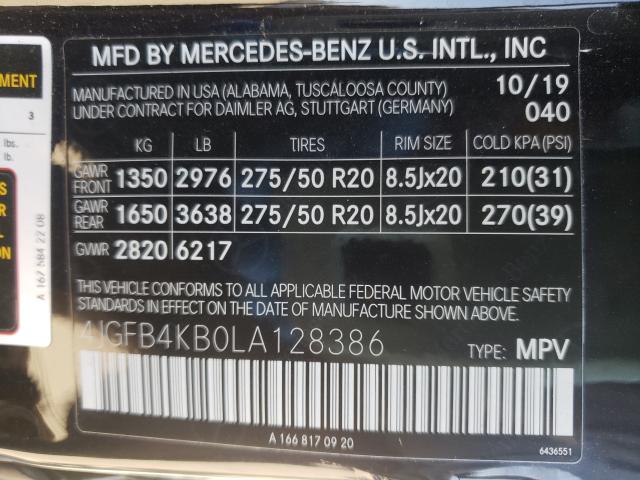 MFD BY MERCEDES-BENZ U.S. INTL., INC
MANUFACTURED IN USA (ALABAMA, TUSCALOOSA COUNTY) 10/19
UNDER CONTRACT FOR DAIMLER AG, STUTTGART (GERMANY) 040
KG LB TIRES RIM SIZE COLD KPA (PSI)
GAWR FRONT 1350 2976 275/50 R20 8.5Jx20 210(31)
GAWR REAR 1650 3638 275/50 R20 8.5Jx20 270(39)
GVWR 2820 6217
THIS VEHICLE CONFORMS TO ALL APPLICABLE FEDERAL MOTOR VEHICLE SAFETY
STANDARDS IN EFFECT ON THE DATE OF MANUFACTURE SHOWN ABOVE.
4JGFB4KB0LA128386 TYPE: MPV
A 166 817 09 20
6436551
MENT
3
lbs.
lb.
S
R
L
ON
A 167 584 22 08